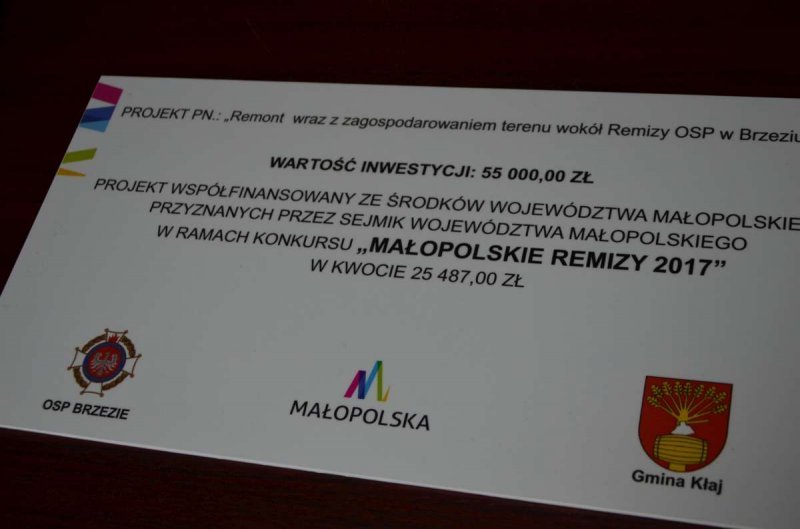 PROJEKT PN.: „Remont wraz z zagospodarowaniem terenu wokół Remizy OSP w Brzeziu
WARTOŚĆ INWESTYCJI: 55 000,00 ZŁ
PROJEKT WSPÓŁFINANSOWANY ZE ŚRODKÓW WOJEWÓDZTWA MAŁOPOLSKIE
PRZYZNANYCH PRZEZ SEJMIK WOJEWÓDZTWA MAŁOPOLSKIEGO
W RAMACH KONKURSU „MAŁOPOLSKIE REMIZY 2017”
W KWOCIE 25 487,00 ZŁ
OSP BRZEZIE
MAŁOPOLSKA
Gmina Kłaj